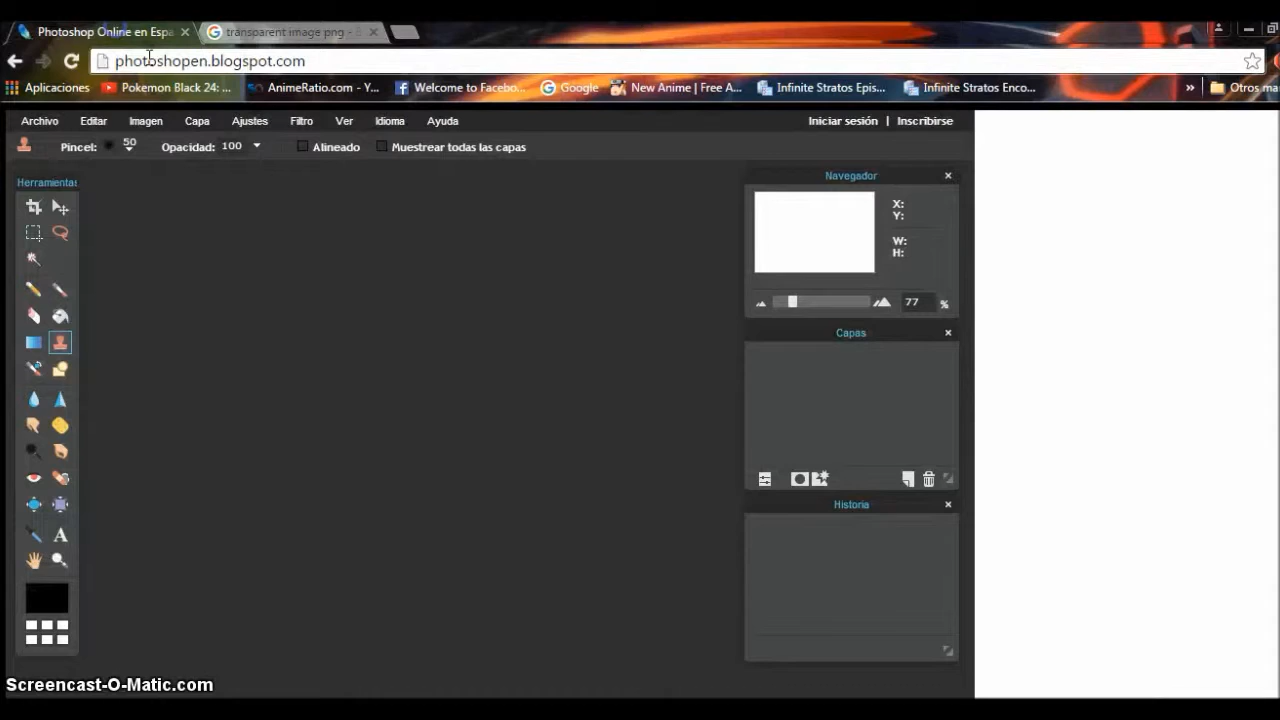 Photoshop Online en Espa
transparent image png - B
photoshopen.blogspot.com
Aplicaciones
Pokemon Black 24: ...
AnimeRatio.com - Y...
Welcome to Facebo...
Google
New Anime | Free A...
Infinite Stratos Epis...
Infinite Stratos Enco...
»
Otros ma
Archivo Editar Imagen Capa Ajustes Filtro Ver Idioma Ayuda
Iniciar sesión | Inscribirse
Pincel: 50 Opacidad: 100 Alineado Muestrear todas las capas
Herramientas
Navegador
X:
Y:
W:
H:
77 %
Capas
Historia
A
Screencast-O-Matic.com